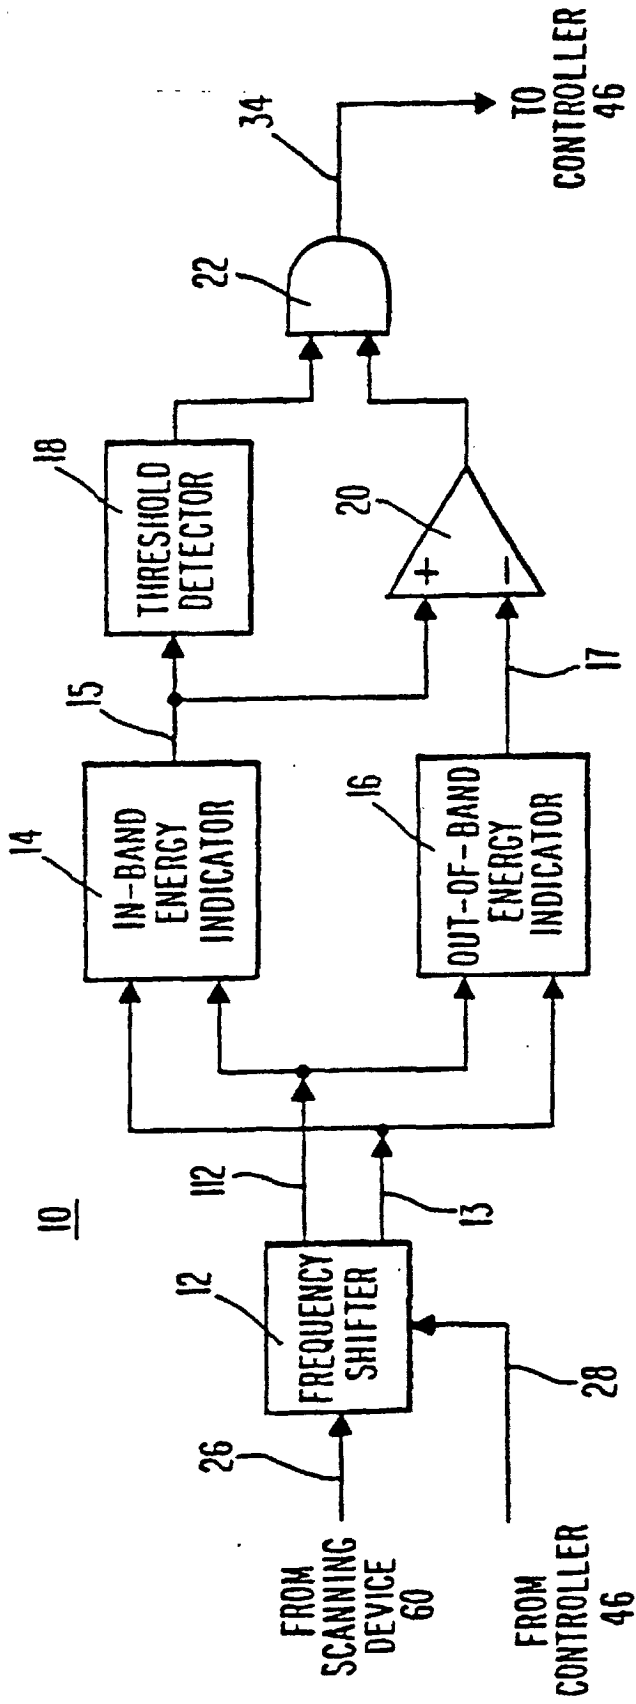 10
FROM
SCANNING
DEVICE
60
26
12
FREQUENCY
SHIFTER
FROM
CONTROLLER
46
28
112
13
14
IN-BAND
ENERGY
INDICATOR
15
16
OUT-OF-BAND
ENERGY
INDICATOR
17
18
THRESHOLD
DETECTOR
20
+
−
22
34
TO
CONTROLLER
46